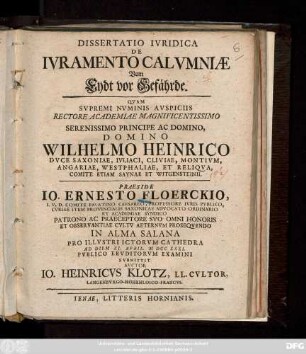 6
DISSERTATIO IVRIDICA
DE
IVRAMENTO CALVMNIÆ
Vom
Eydt vor Gefährde.
QVAM
SVPREMI NVMINIS AVSPICIIS
RECTORE ACADEMIAE MAGNIFICENTISSIMO
SERENISSIMO PRINCIPE AC DOMINO,
DOMINO
WILHELMO HEINRICO
DVCE SAXONIAE, IVLIACI, CLIVIAE, MONTIVM,
ANGARIAE, WESTPHALIAE, ET RELIQVA
COMITE ETIAM SAYNAE ET WITGENSTEINII.
PRAESIDE
IO. ERNESTO FLOERCKIO,
PATRONO AC PRAECEPTORE SVO OMNI HONORIS
ET OBSERVANTIAE CVLTV AETERNVM PROSEQVENDO
IN ALMA SALANA
PRO ILLVSTRI ICTORVM CATHEDRA
PVBLICO ERVDITORVM EXAMINI
SVBMITTIT
AVCTOR
IO. HEINRICVS KLOTZ, LL. CVLTOR,
IENAE, LITTERIS HORNIANIS.